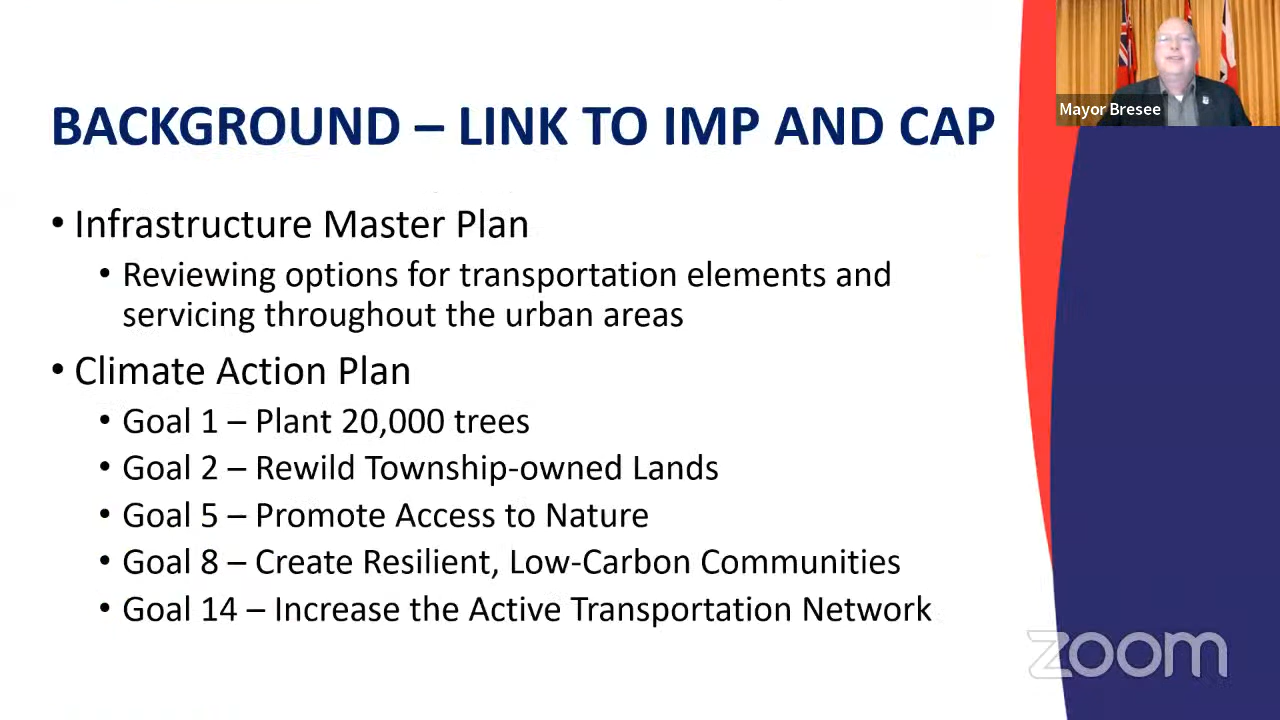 BACKGROUND – LINK TO IMP AND CAP
Mayor Bresee
• Infrastructure Master Plan
• Reviewing options for transportation elements and
servicing throughout the urban areas
• Climate Action Plan
• Goal 1 – Plant 20,000 trees
• Goal 2 – Rewild Township-owned Lands
• Goal 5 – Promote Access to Nature
• Goal 8 – Create Resilient, Low-Carbon Communities
• Goal 14 – Increase the Active Transportation Network
zoom